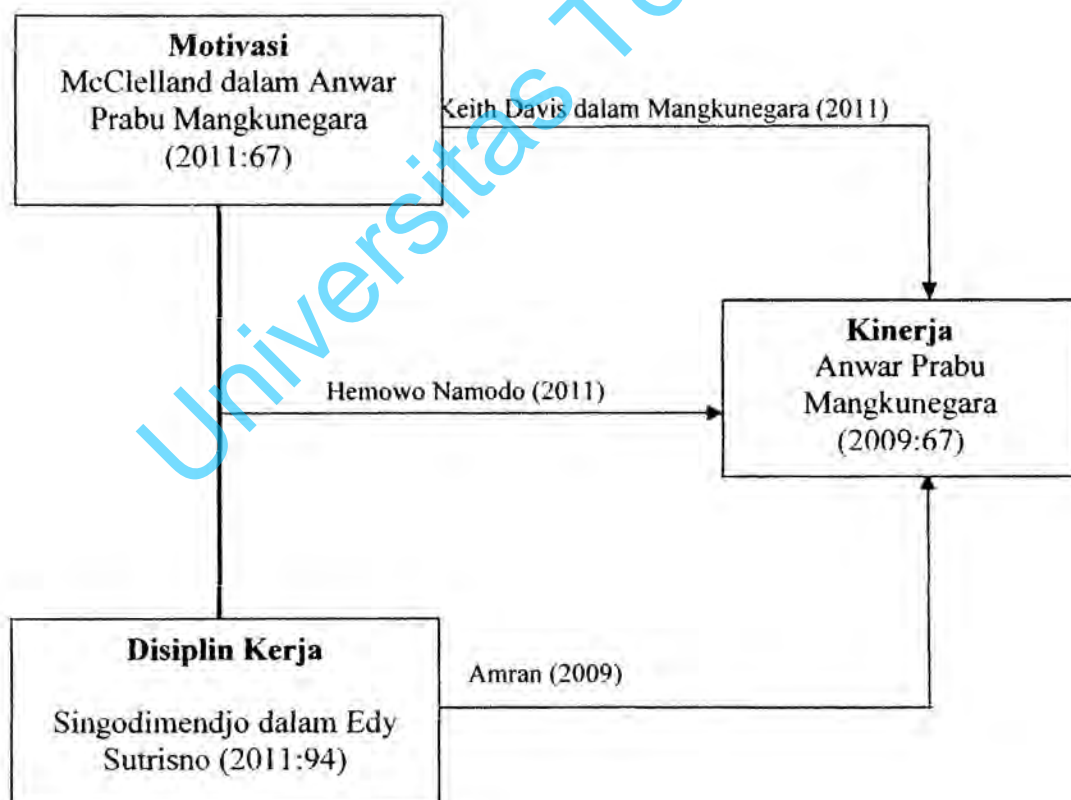 Motivasi
McClelland dalam Anwar
Prabu Mangkunegara
(2011:67)
Keith Davis dalam Mangkunegara (2011)
Kinerja
Anwar Prabu
Mangkunegara
(2009:67)
Hemowo Namodo (2011)
Disiplin Kerja
Singodimendjo dalam Edy
Sutrisno (2011:94)
Amran (2009)
Universitas